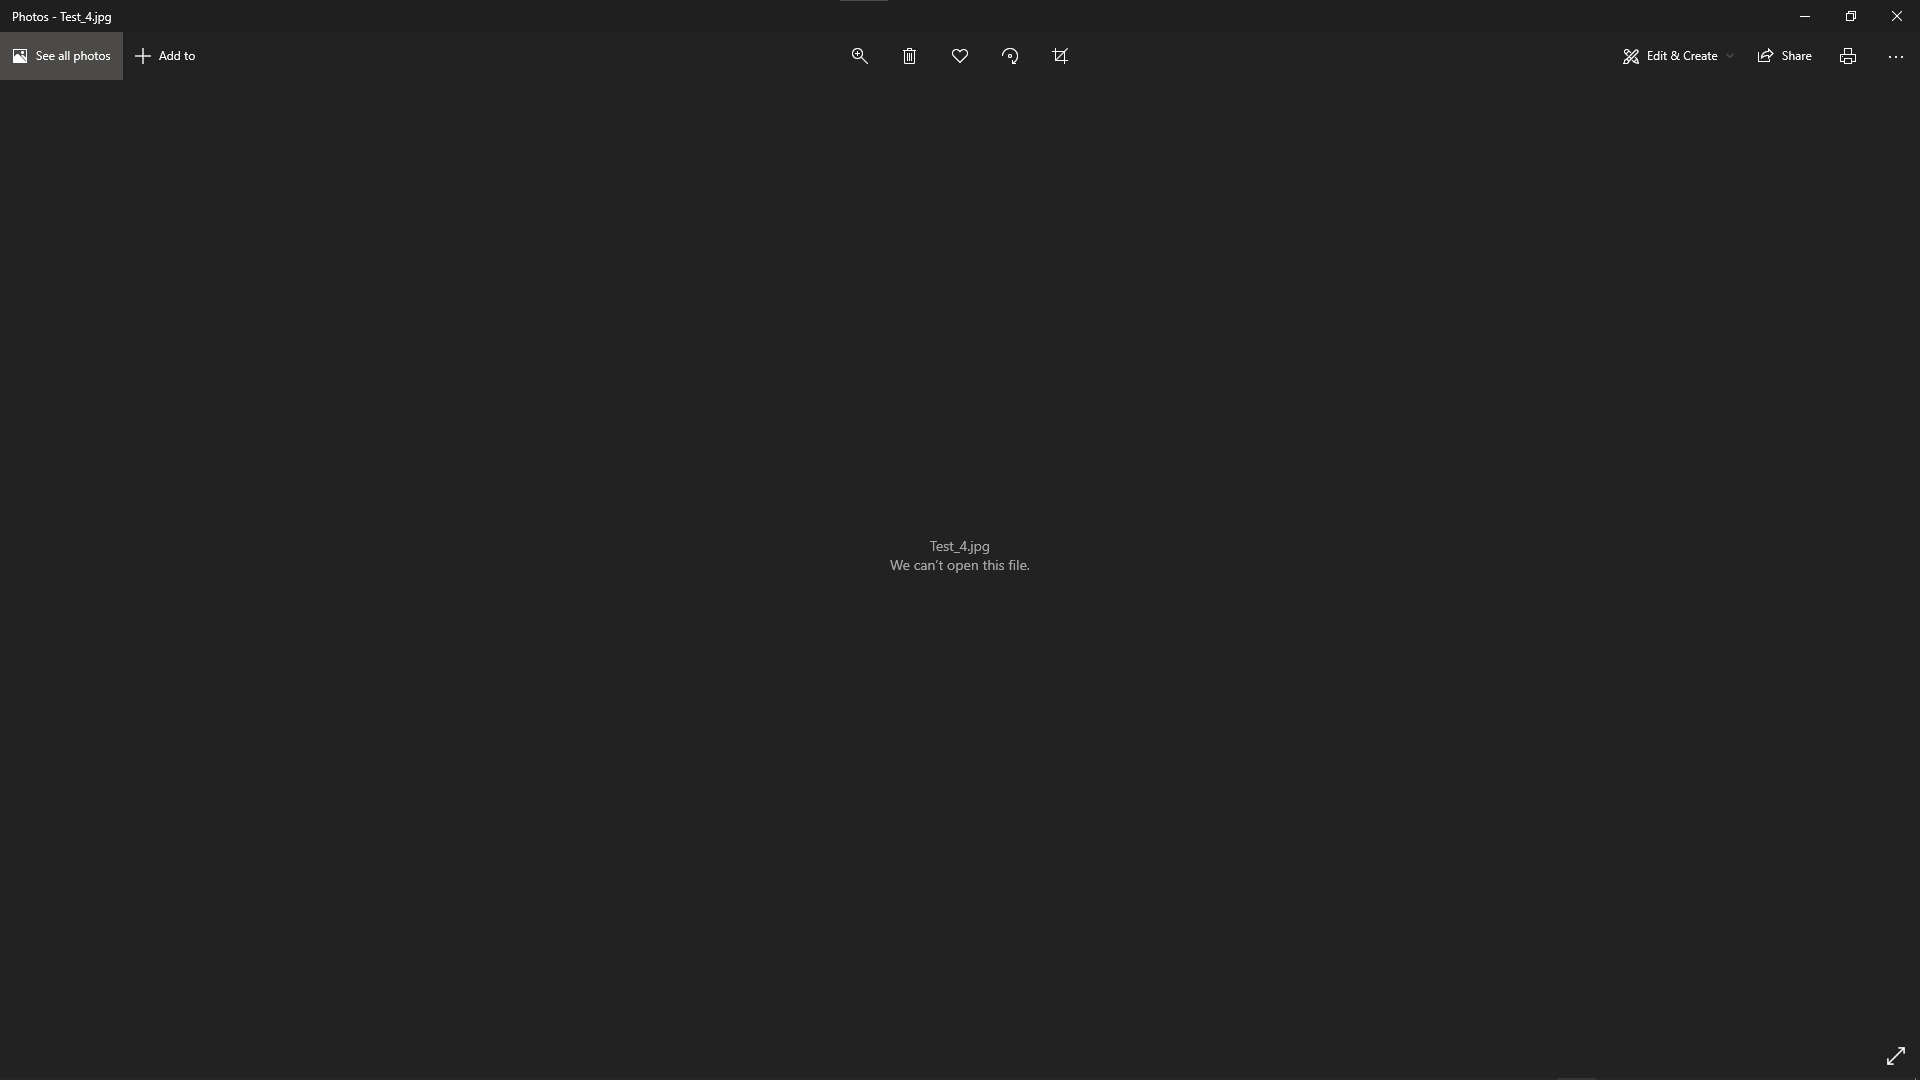 Photos - Test_4.jpg
See all photos
Add to
Edit & Create
Share
Test_4.jpg
We can't open this file.